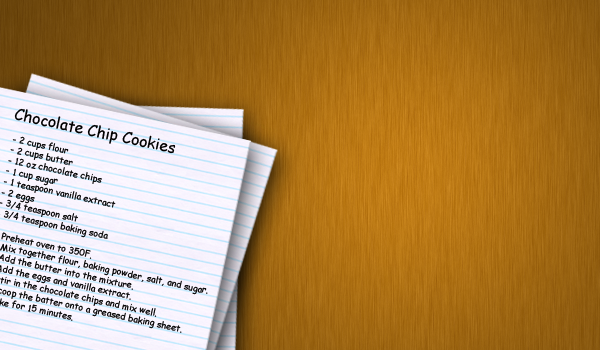 Chocolate Chip Cookies
- 2 cups flour
- 2 cups butter
- 12 oz chocolate chips
- 1 cup sugar
- 1 teaspoon vanilla extract
- 2 eggs
- 3/4 teaspoon salt
3/4 teaspoon baking soda
Preheat oven to 350F.
Mix together flour, baking powder, salt, and sugar.
Add the butter into the mixture.
Add the eggs and vanilla extract.
tir in the chocolate chips and mix well.
coop the batter onto a greased baking sheet.
ke for 15 minutes.